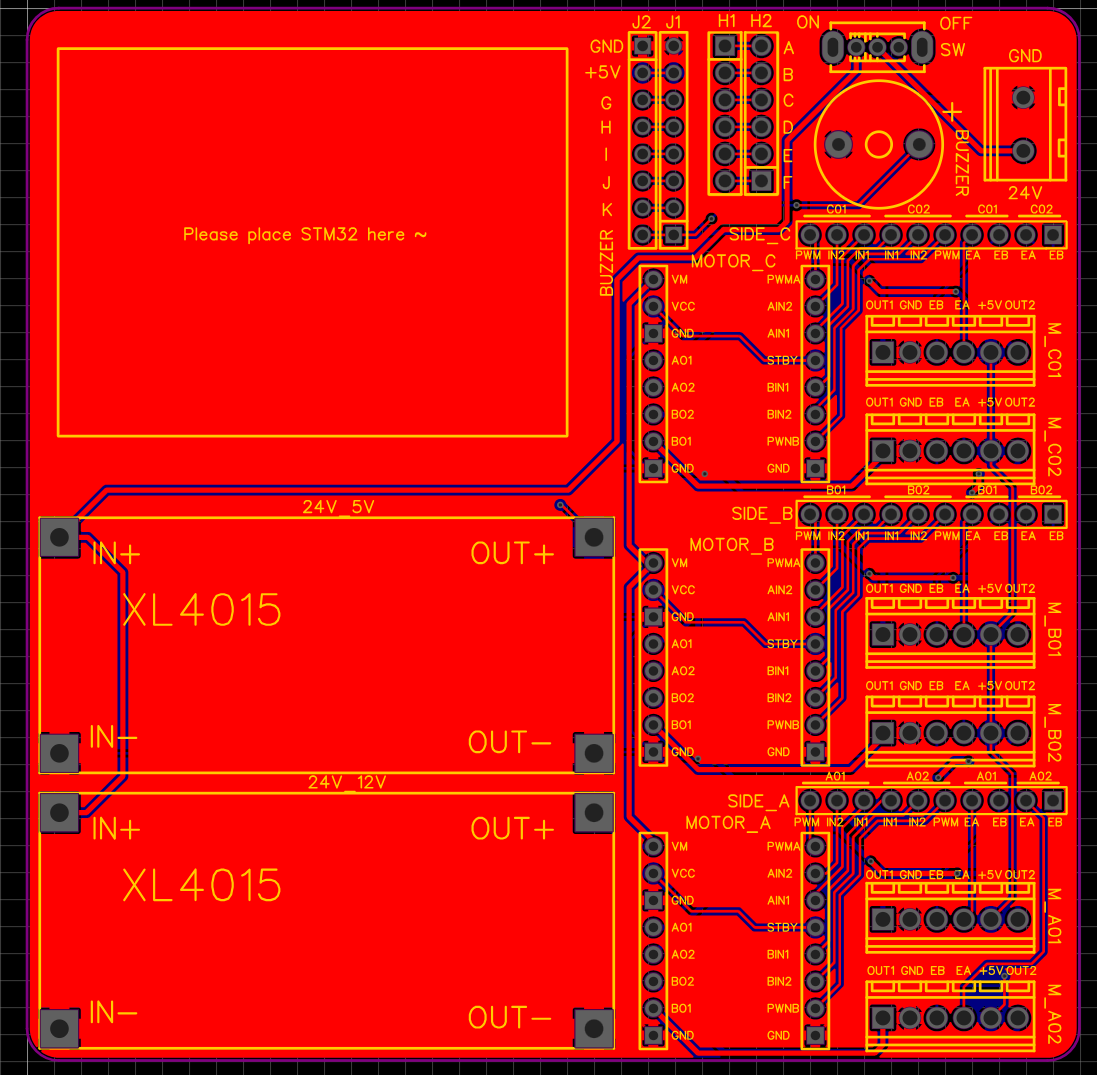 J2 J1 H1 H2 ON OFF
GND
+5V
G
H
I
J
K
BUZZER
A
B
C
D
E
F
SW
GND
+
BUZZER
24V
Please place STM32 here ~
C01 C02 C01 C02
SIDE_C
PWM IN2 IN1 IN1 IN2 PWM EA EB EA EB
MOTOR_C
VM PWMA
VCC AIN2
GND AIN1
AO1 STBY
AO2 BIN1
BO2 BIN2
BO1 PWNB
GND GND
OUT1 GND EB EA +5V OUT2
M_C01
OUT1 GND EB EA +5V OUT2
M_C02
B01 B02 B01 B02
SIDE_B
PWM IN2 IN1 IN1 IN2 PWM EA EB EA EB
MOTOR_B
VM PWMA
VCC AIN2
GND AIN1
AO1 STBY
AO2 BIN1
BO2 BIN2
BO1 PWNB
GND GND
OUT1 GND EB EA +5V OUT2
M_B01
OUT1 GND EB EA +5V OUT2
M_B02
24V_5V
IN+ OUT+
XL4015
IN- OUT-
24V_12V
IN+ OUT+
XL4015
IN- OUT-
A01 A02 A01 A02
SIDE_A
PWM IN2 IN1 IN1 IN2 PWM EA EB EA EB
MOTOR_A
VM PWMA
VCC AIN2
GND AIN1
AO1 STBY
AO2 BIN1
BO2 BIN2
BO1 PWNB
GND GND
OUT1 GND EB EA +5V OUT2
M_A01
OUT1 GND EB EA +5V OUT2
M_A02